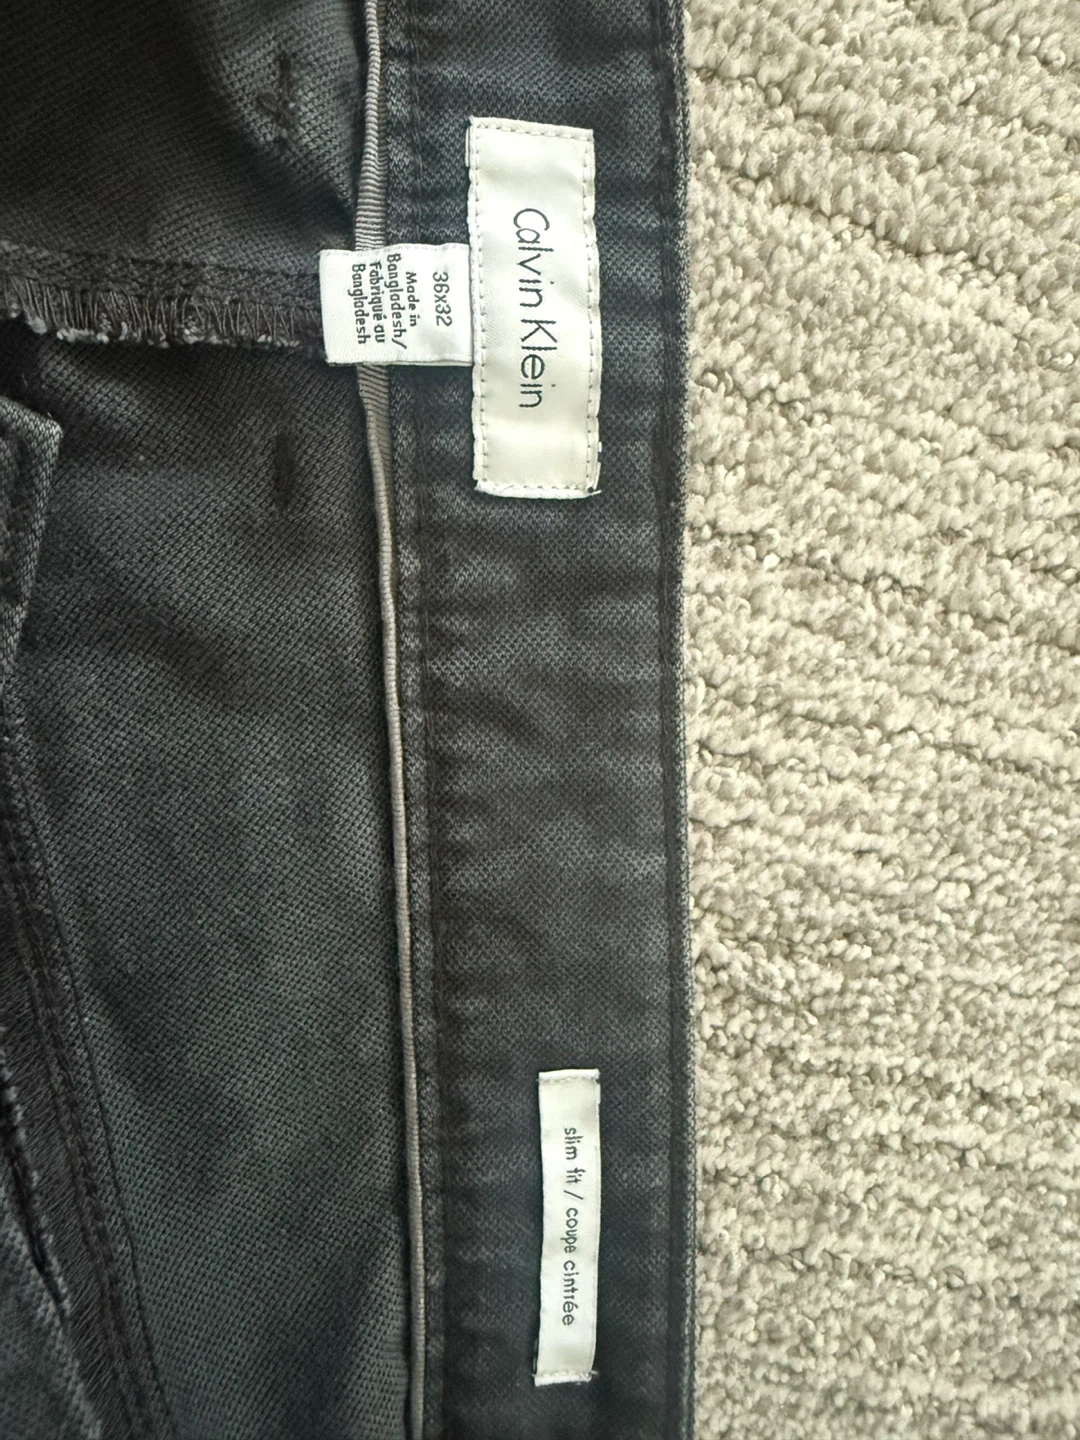 Calvin Klein
36x32
Made in
Bangladesh/
Fabriqué au
Bangladesh
slim fit / coupe cintrée